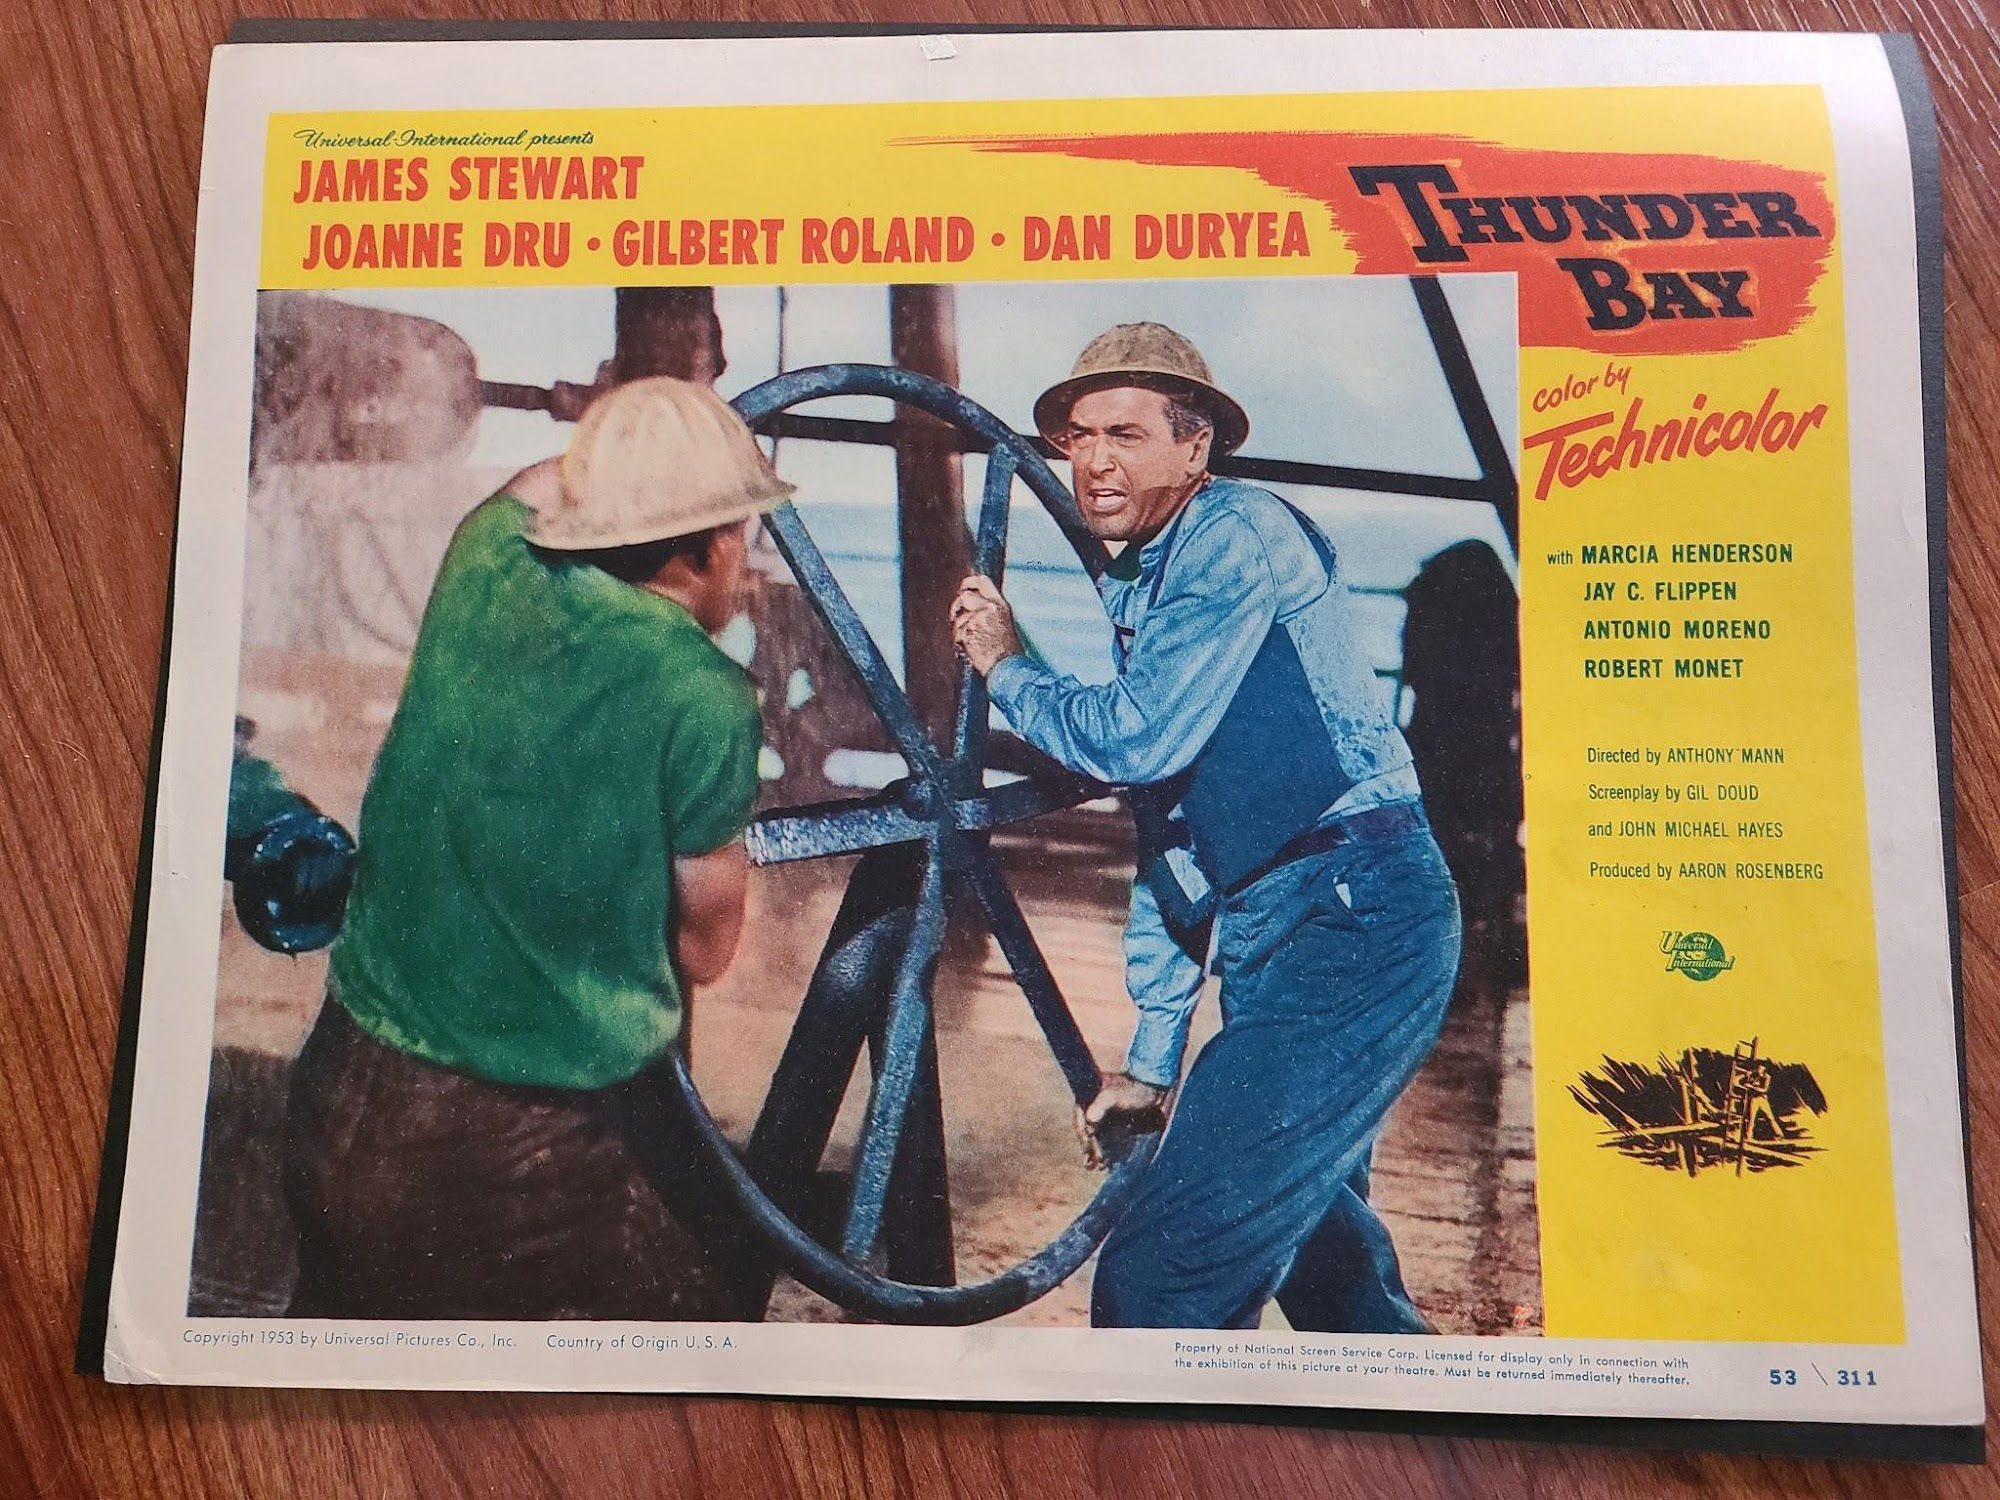 Universal-International presents
JAMES STEWART
JOANNE DRU • GILBERT ROLAND • DAN DURYEA
THUNDER
BAY
color by
Technicolor
with MARCIA HENDERSON
JAY C. FLIPPEN
ANTONIO MORENO
ROBERT MONET
Directed by ANTHONY MANN
Screenplay by GIL DOUD
and JOHN MICHAEL HAYES
Produced by AARON ROSENBERG
Universal
International
Copyright 1953 by Universal Pictures Co., Inc. Country of Origin U. S. A.
Property of National Screen Service Corp. Licensed for display only in connection with
the exhibition of this picture at your theatre. Must be returned immediately thereafter.
53 \ 311